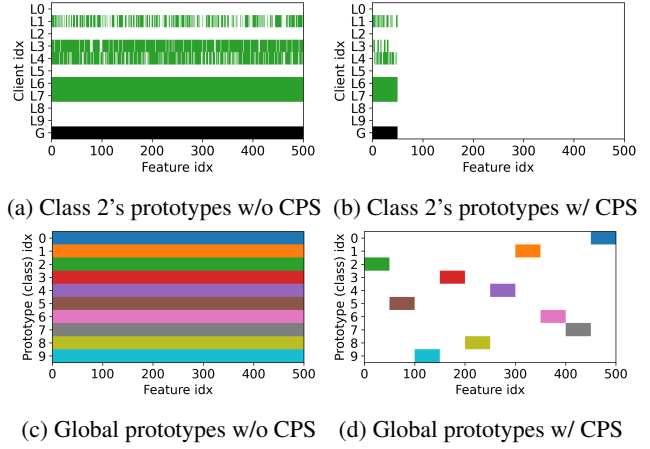 L0
L1
L2
L3
L4
L5
L6
L7
L8
L9
G
Client idx
0 100 200 300 400 500
Feature idx
L0
L1
L2
L3
L4
L5
L6
L7
L8
L9
G
0 100 200 300 400 500
Feature idx
(a) Class 2's prototypes w/o CPS (b) Class 2's prototypes w/ CPS
0
1
2
3
4
5
6
7
8
9
Prototype (class) idx
0 100 200 300 400 500
Feature idx
0
1
2
3
4
5
6
7
8
9
Prototype (class) idx
0 100 200 300 400 500
Feature idx
(c) Global prototypes w/o CPS (d) Global prototypes w/ CPS